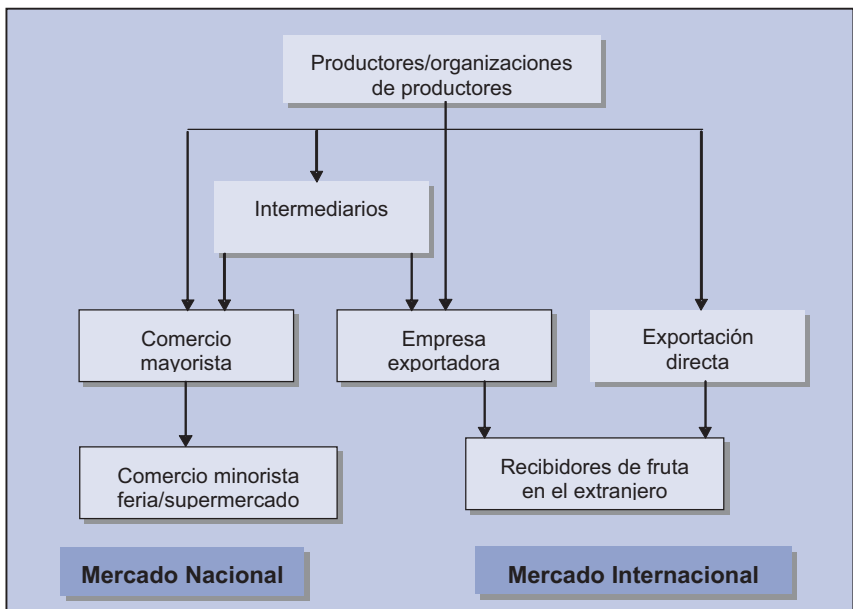 Productores/organizaciones
de productores
Intermediarios
Comercio
mayorista
Empresa
exportadora
Exportación
directa
Comercio minorista
feria/supermercado
Recibidores de fruta
en el extranjero
Mercado Nacional
Mercado Internacional